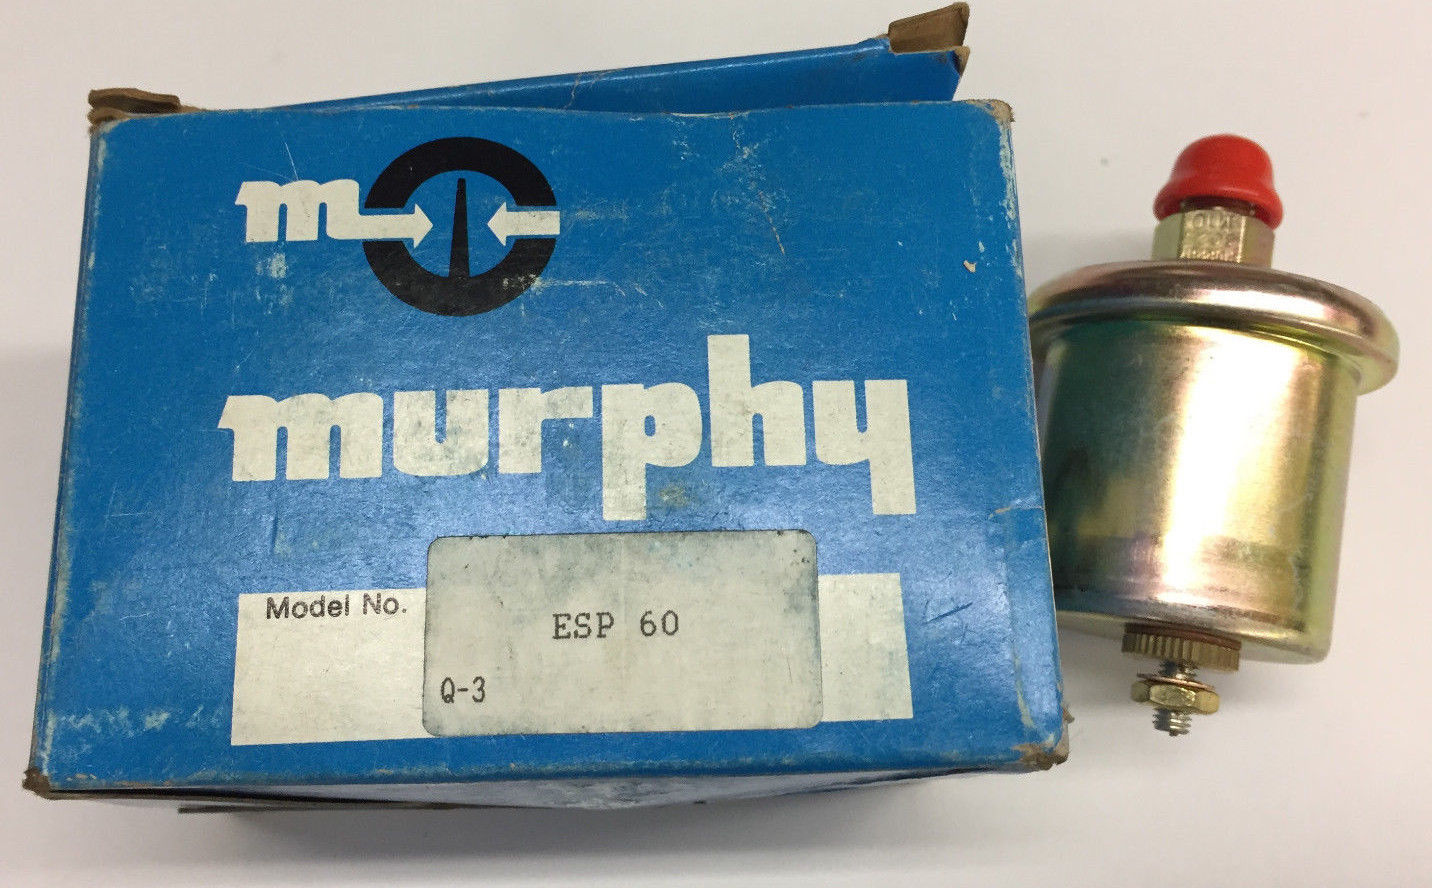 m
murphy
Model No.
ESP 60
Q-3